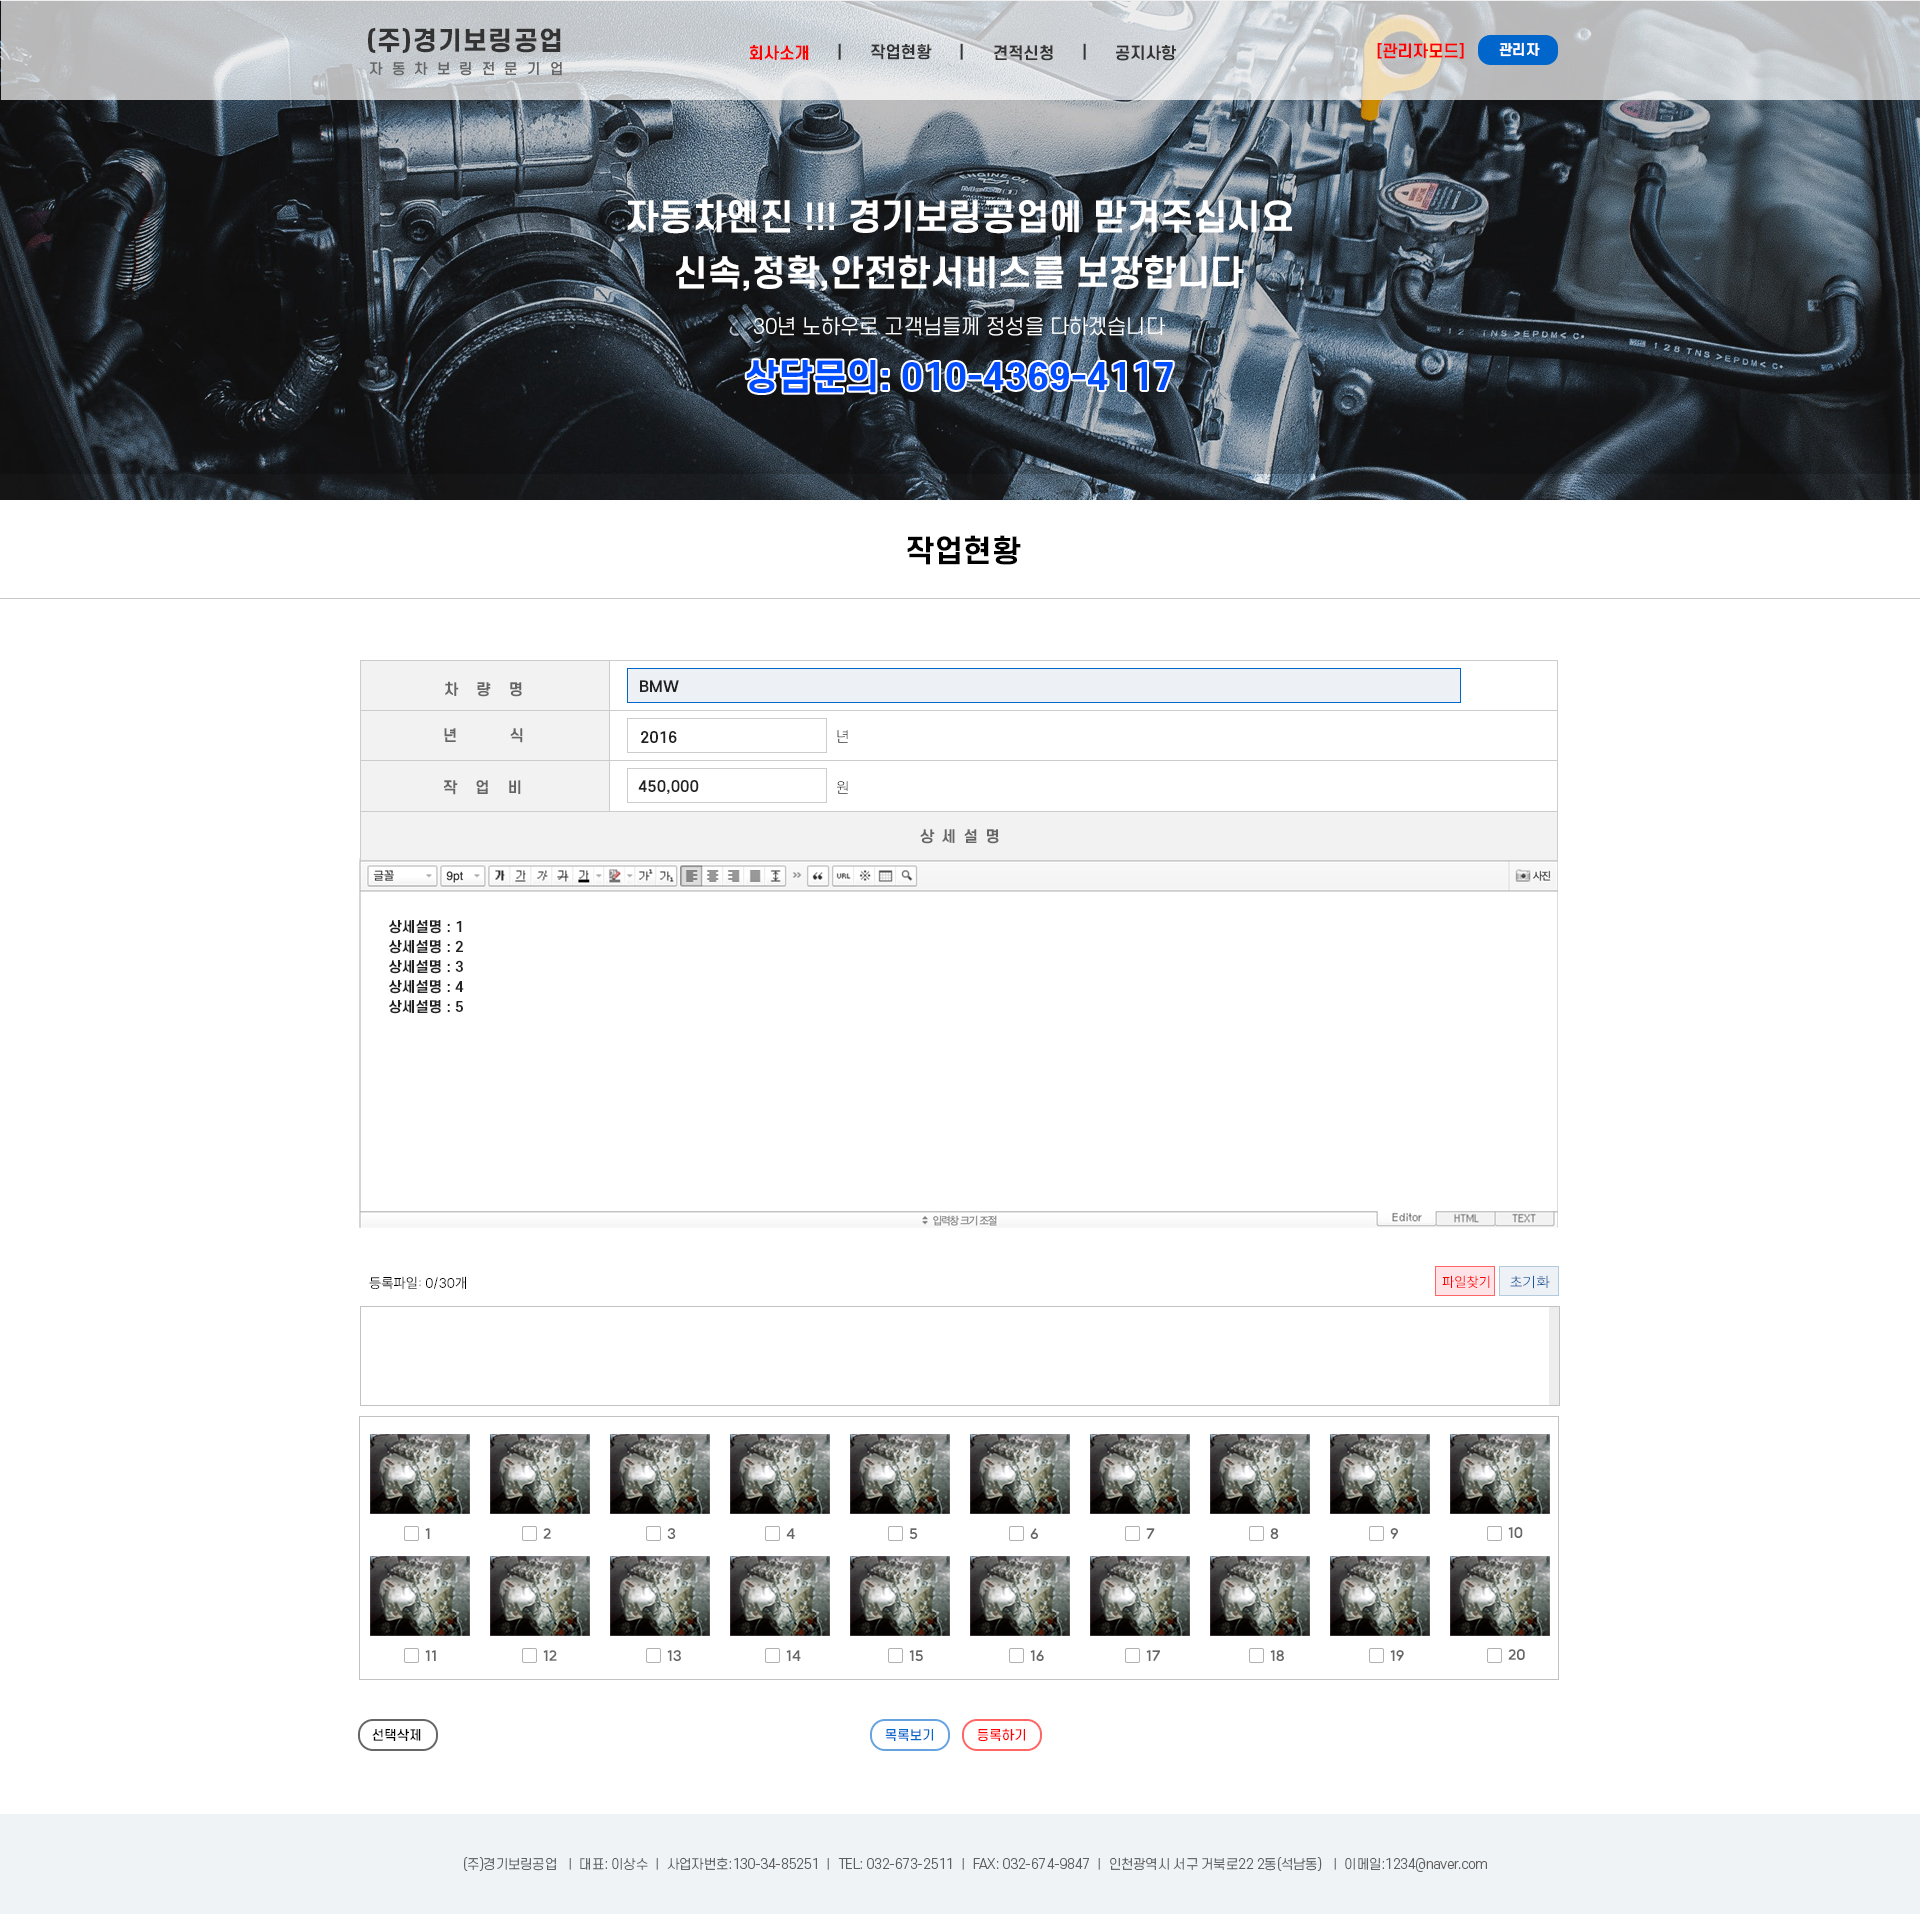 (주)경기보링공업
자동차보링전문기업
회사소개 | 작업현황 | 견적신청 | 공지사항
[관리자모드] 관리자
자동차엔진 !!! 경기보링공업에 맡겨주십시요
신속,정확,안전한서비스를 보장합니다
30년 노하우로 고객님들께 정성을 다하겠습니다
상담문의: 010-4369-4117
ENGINE OIL
128 TNS >EPDM< C*
128 TNS >EPDM< C*
작업현황
차 량 명 BMW
년 식 2016 년
작 업 비 450,000 원
상 세 설 명
글꼴 9pt 가 가 가 가 가 가1 가1 URL 사진
상세설명 : 1
상세설명 : 2
상세설명 : 3
상세설명 : 4
상세설명 : 5
입력창 크기 조절 Editor HTML TEXT
등록파일: 0/30개 파일찾기 초기화
1 2 3 4 5 6 7 8 9 10
11 12 13 14 15 16 17 18 19 20
선택삭제 목록보기 등록하기
(주)경기보링공업 | 대표: 이상수 | 사업자번호:130-34-85251 | TEL: 032-673-2511 | FAX: 032-674-9847 | 인천광역시 서구 거북로22 2동(석남동) | 이메일:1234@naver.com